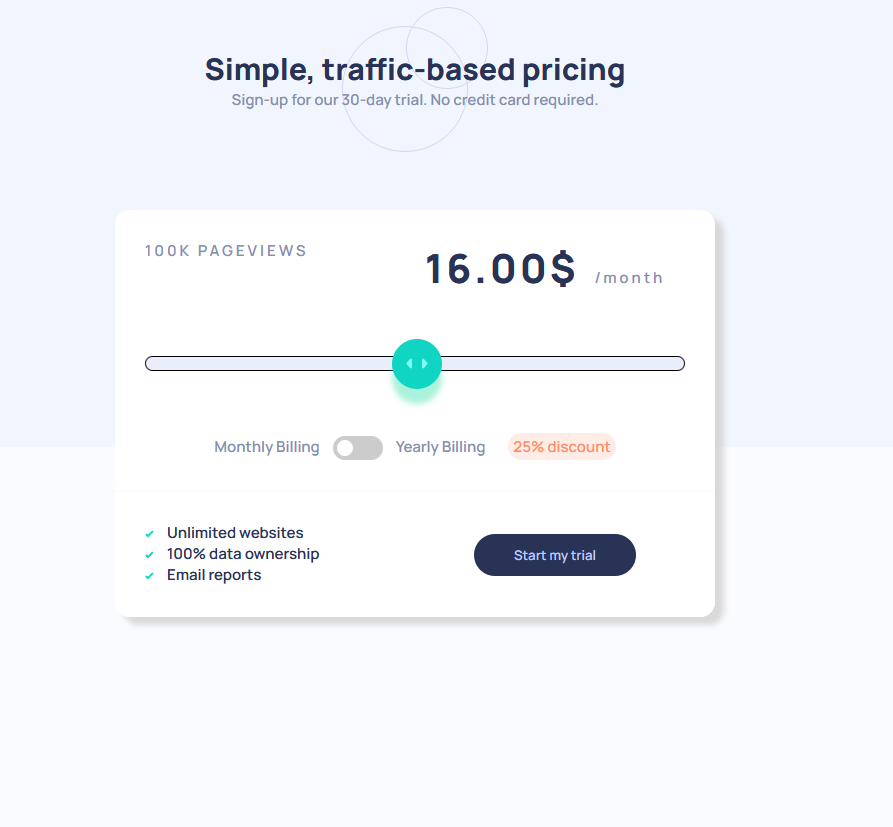 Simple, traffic-based pricing
Sign-up for our 30-day trial. No credit card required.
100K PAGEVIEWS
16.00$ /month
Monthly Billing Yearly Billing 25% discount
Unlimited websites
100% data ownership
Email reports
Start my trial